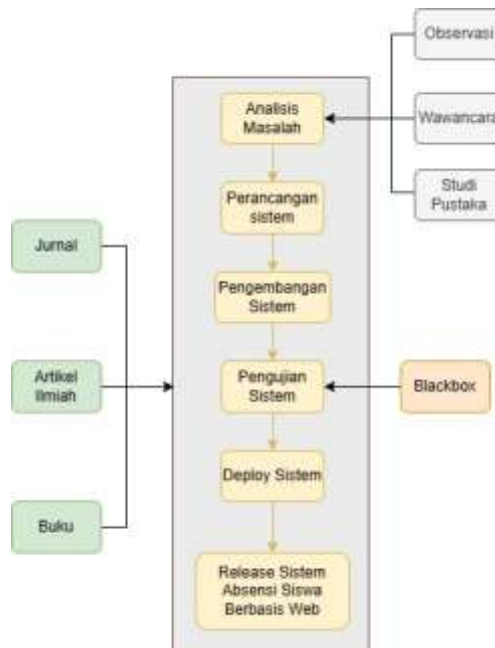 Observasi
Analisis
Masalah
Wawancara
Studi
Pustaka
Perancangan
sistem
Jurnal
Pengembangan
Sistem
Artikel
Ilmiah
Pengujian
Sistem
Blackbox
Deploy Sistem
Buku
Release Sistem
Absensi Siswa
Berbasis Web